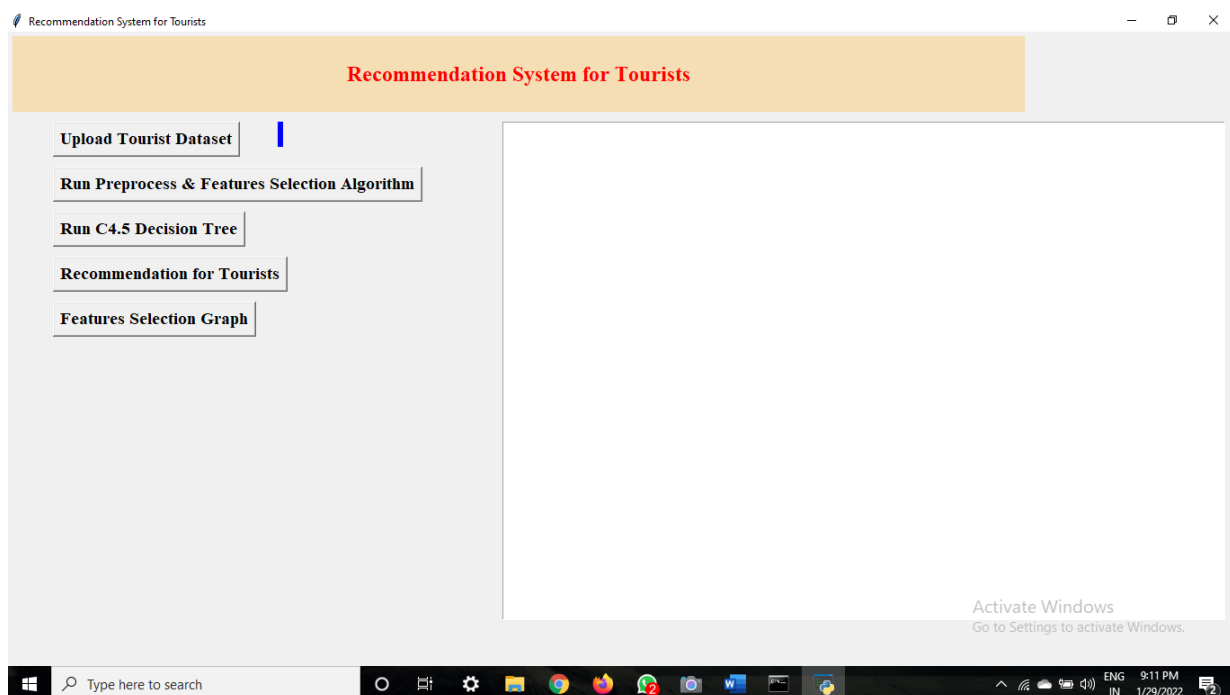 Recommendation System for Tourists
Recommendation System for Tourists
Upload Tourist Dataset
Run Preprocess & Features Selection Algorithm
Run C4.5 Decision Tree
Recommendation for Tourists
Features Selection Graph
Activate Windows
Go to Settings to activate Windows.
Type here to search
2
W
ENG
IN
9:11 PM
1/29/2022
2